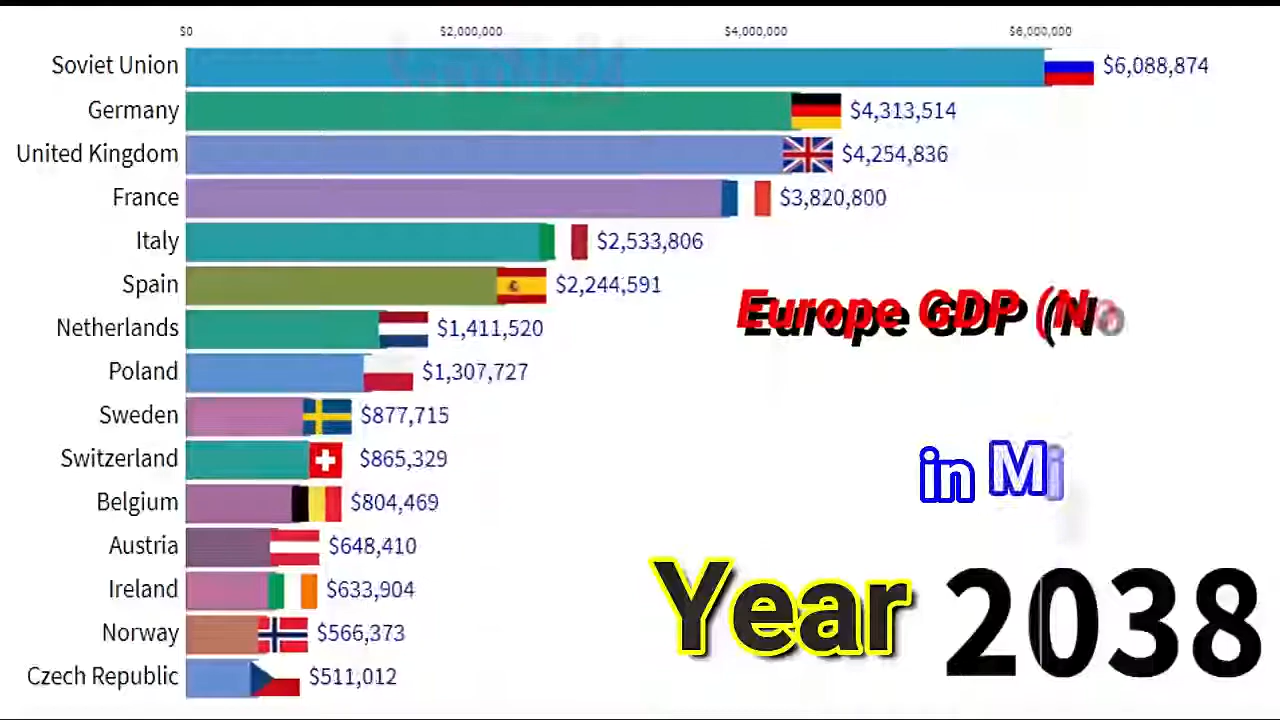 $0 $2,000,000 $4,000,000 $6,000,000
Soviet Union $6,088,874
Germany $4,313,514
United Kingdom $4,254,836
France $3,820,800
Italy $2,533,806
Spain $2,244,591
Netherlands $1,411,520
Poland $1,307,727
Sweden $877,715
Switzerland $865,329
Belgium $804,469
Austria $648,410
Ireland $633,904
Norway $566,373
Czech Republic $511,012
Europe GDP (No
in Mi
Year 2038